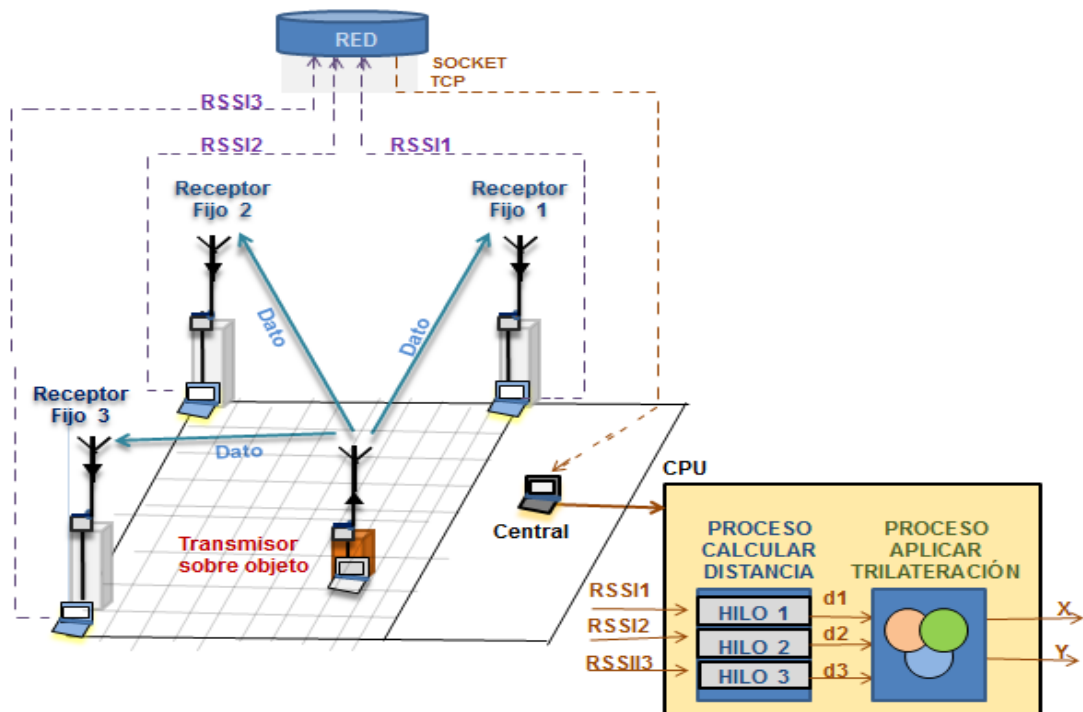 RED
SOCKET
TCP
RSSI3
RSSI2
RSSI1
Receptor
Fijo 2
Receptor
Fijo 1
Dato
Dato
Receptor
Fijo 3
Dato
Transmisor
sobre objeto
Central
CPU
PROCESO
CALCULAR
DISTANCIA
PROCESO
APLICAR
TRILATERACIÓN
RSSI1
HILO 1
d1
X
RSSI2
HILO 2
d2
Y
RSSII3
HILO 3
d3